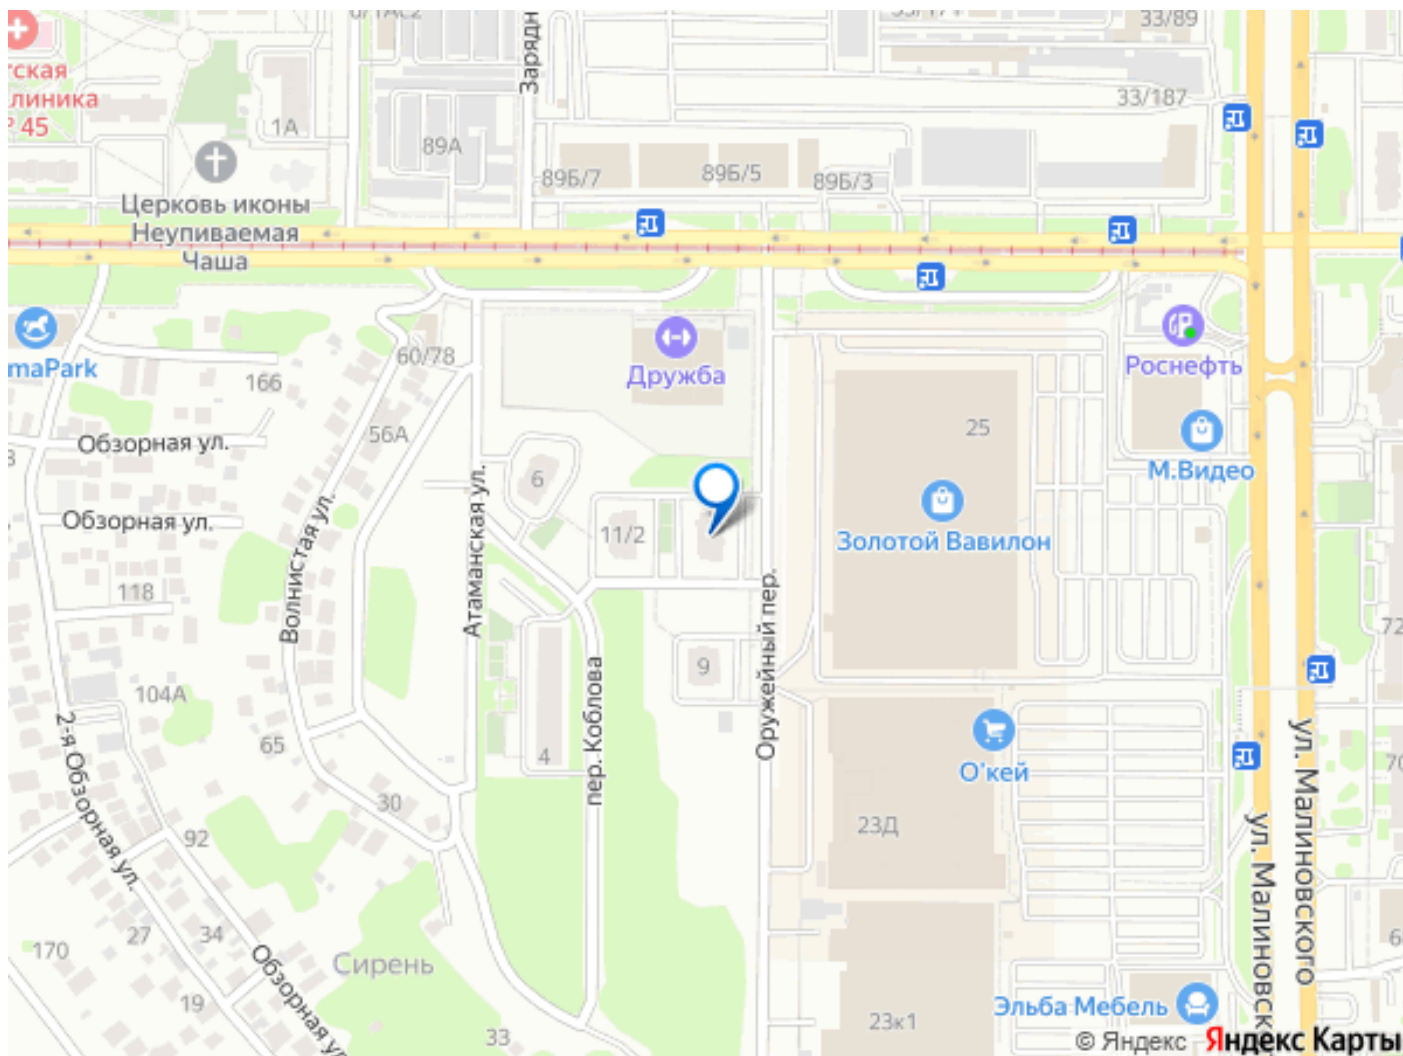 33/89
Зарядн
тская
линика
45
33/187
1А
89А
89Б/7
89Б/5
89Б/3
Церковь иконы
Неупиваемая
Чаша
maPark
60/78
Дружба
Роснефть
166
Обзорная ул.
56А
25
М.Видео
6
Обзорная ул.
Волнистая ул.
Атаманская ул.
11/2
Золотой Вавилон
118
Оружейный пер.
72
9
104А
пер. Коблова
2-я Обзорная ул.
65
4
О'кей
ул. Малиновского
70
30
23Д
ул. Малиновск
92
34
27
170
Обзорная ул.
Сирень
6
19
33
23к1
Эльба Мебель
© Яндекс Яндекс Карты